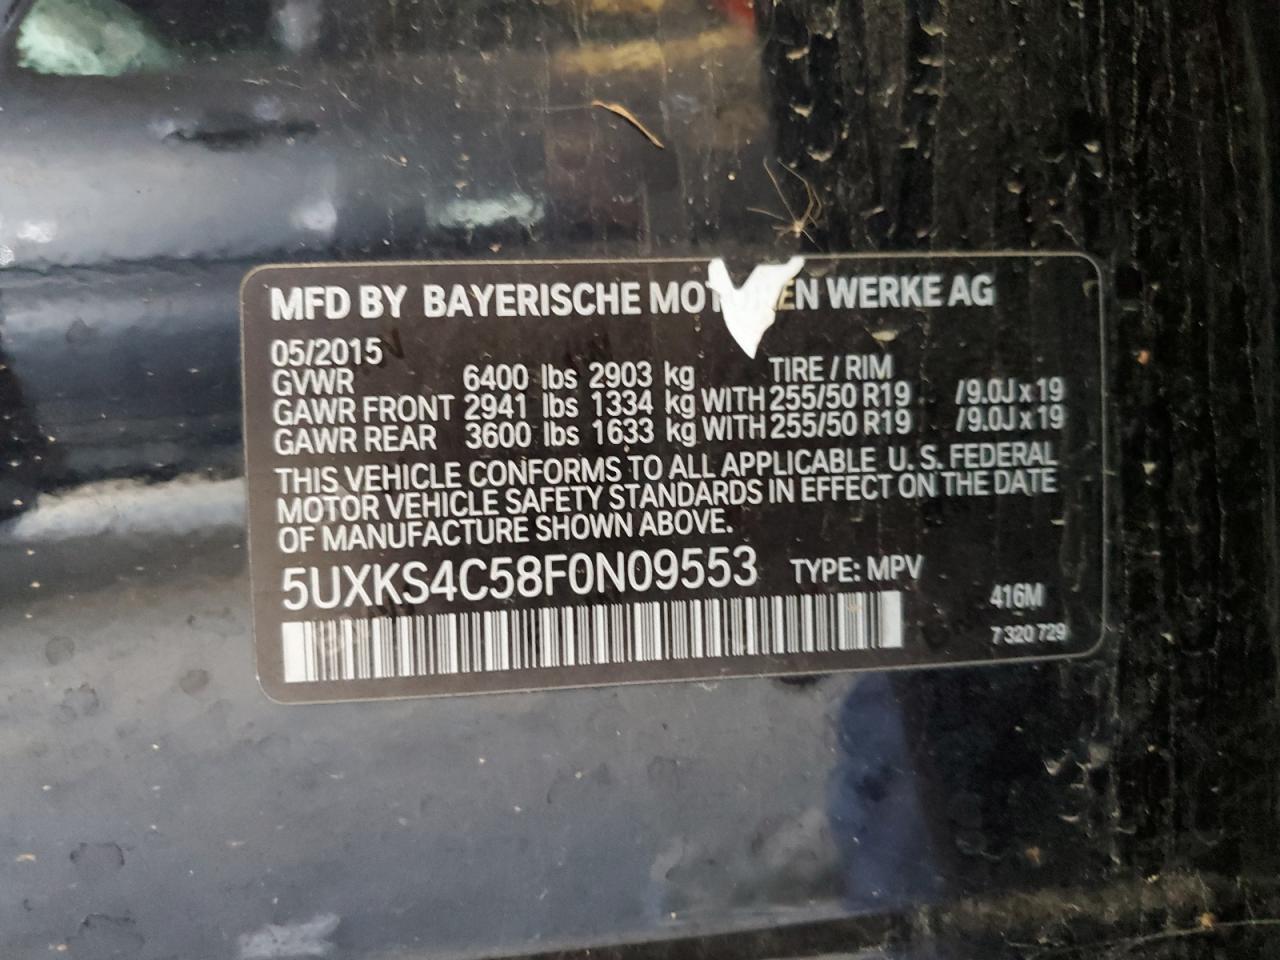 MFD BY BAYERISCHE MOTOREN WERKE AG
05/2015
TIRE / RIM
GVWR 6400 lbs 2903 kg
GAWR FRONT 2941 lbs 1334 kg WITH 255/50 R19 /9.0J x 19
GAWR REAR 3600 lbs 1633 kg WITH 255/50 R19 /9.0J x 19
THIS VEHICLE CONFORMS TO ALL APPLICABLE U. S. FEDERAL
MOTOR VEHICLE SAFETY STANDARDS IN EFFECT ON THE DATE
OF MANUFACTURE SHOWN ABOVE.
5UXKS4C58F0N09553 TYPE: MPV
416M
7 320 729